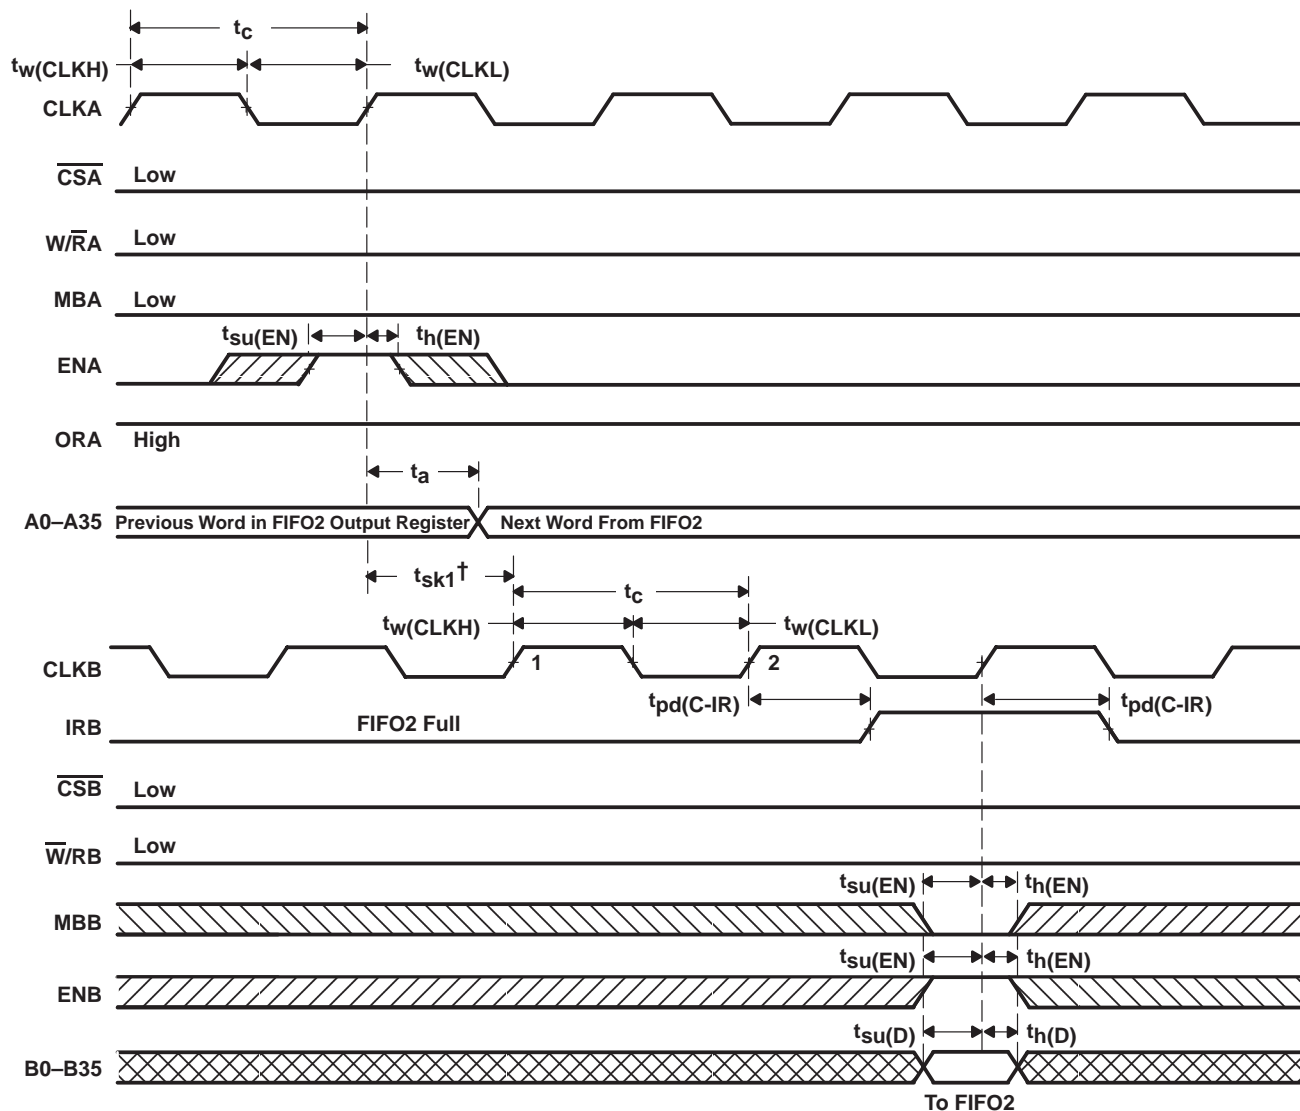 tc
tw(CLKH)
tw(CLKL)
CLKA
CSA
Low
W/RA
Low
MBA
Low
tsu(EN)
th(EN)
ENA
ORA
High
ta
A0–A35
Previous Word in FIFO2 Output Register
Next Word From FIFO2
tsk1†
tc
tw(CLKH)
tw(CLKL)
CLKB
1
2
tpd(C-IR)
tpd(C-IR)
IRB
FIFO2 Full
CSB
Low
W/RB
Low
tsu(EN)
th(EN)
MBB
tsu(EN)
th(EN)
ENB
tsu(D)
th(D)
B0–B35
To FIFO2